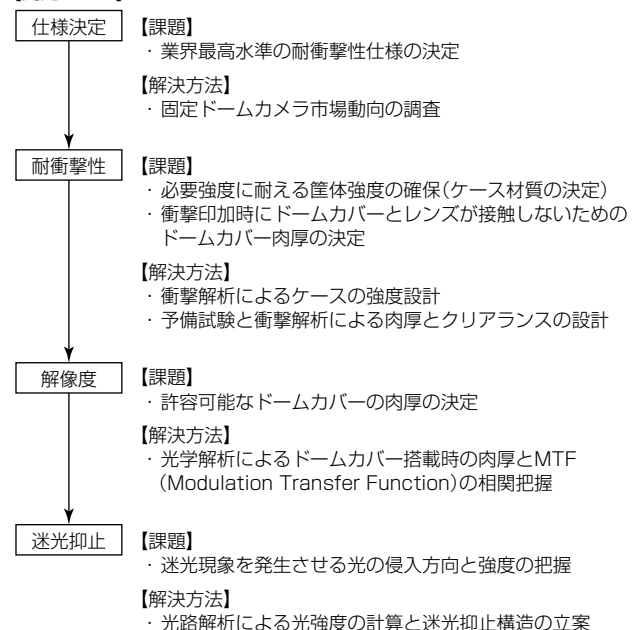 仕様決定
【課題】
・業界最高水準の耐衝撃性仕様の決定
【解決方法】
・固定ドームカメラ市場動向の調査
耐衝撃性
【課題】
・必要強度に耐える筐体強度の確保(ケース材質の決定)
・衝撃印加時にドームカバーとレンズが接触しないための
ドームカバー肉厚の決定
【解決方法】
・衝撃解析によるケースの強度設計
・予備試験と衝撃解析による肉厚とクリアランスの設計
解像度
【課題】
・許容可能なドームカバーの肉厚の決定
【解決方法】
・光学解析によるドームカバー搭載時の肉厚とMTF
(Modulation Transfer Function)の相関把握
迷光抑止
【課題】
・迷光現象を発生させる光の侵入方向と強度の把握
【解決方法】
・光路解析による光強度の計算と迷光抑止構造の立案